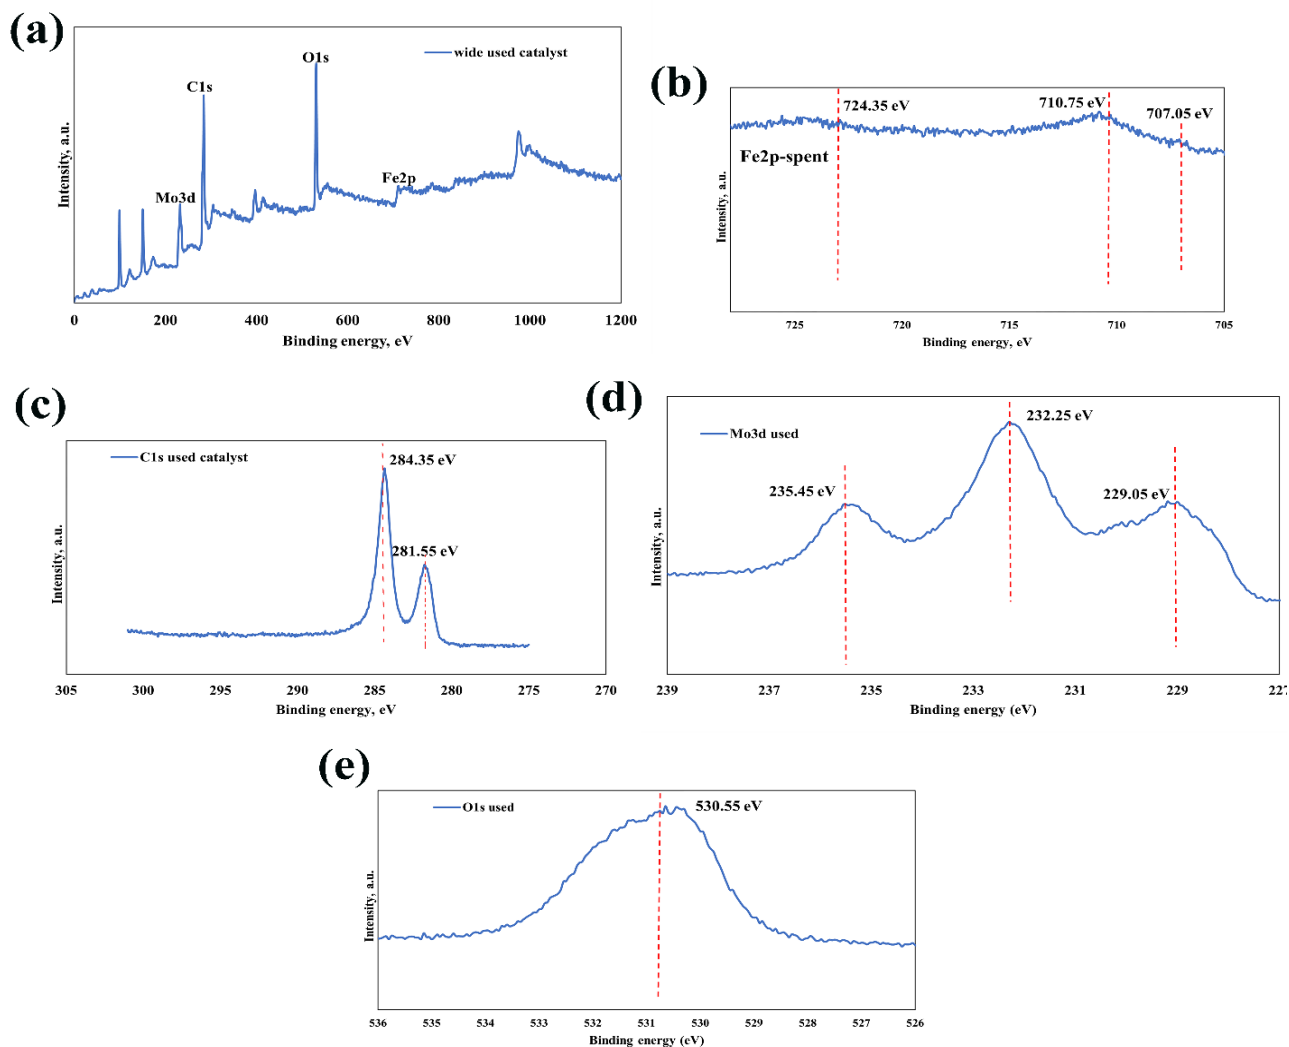 (a)
Intensity, a.u.
wide used catalyst
O1s
C1s
Mo3d
Fe2p
0 200 400 600 800 1000 1200
Binding energy, eV
(b)
Intensity, a.u.
724.35 eV
710.75 eV
707.05 eV
Fe2p-spent
725 720 715 710 705
Binding energy, eV
(c)
Intensity, a.u.
C1s used catalyst
284.35 eV
281.55 eV
305 300 295 290 285 280 275 270
Binding energy, eV
(d)
Intensity, a.u.
Mo3d used
232.25 eV
235.45 eV
229.05 eV
239 237 235 233 231 229 227
Binding energy (eV)
(e)
Intensity, a.u.
O1s used
530.55 eV
536 535 534 533 532 531 530 529 528 527 526
Binding energy (eV)